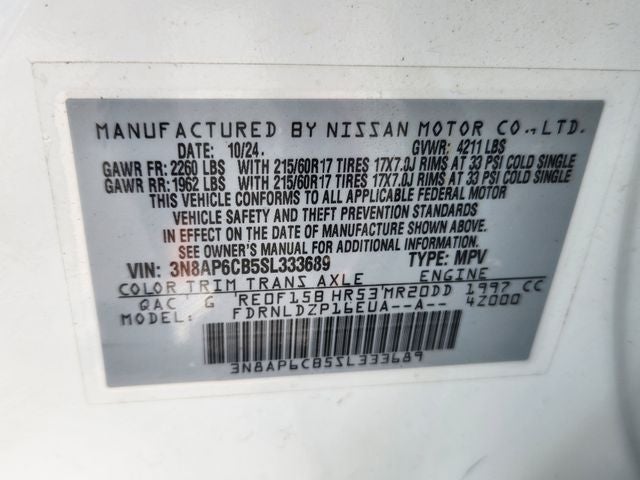 MANUFACTURED BY NISSAN MOTOR CO., LTD.
DATE: 10/24. GVWR: 4211 LBS
GAWR FR: 2260 LBS WITH 215/60R17 TIRES 17X7.0J RIMS AT 33 PSI COLD SINGLE
GAWR RR: 1962 LBS WITH 215/60R17 TIRES 17X7.0J RIMS AT 33 PSI COLD SINGLE
THIS VEHICLE CONFORMS TO ALL APPLICABLE FEDERAL MOTOR
VEHICLE SAFETY AND THEFT PREVENTION STANDARDS
IN EFFECT ON THE DATE OF MANUFACTURE SHOWN ABOVE.
SEE OWNER'S MANUAL FOR ADDITIONAL INFORMATION.
VIN: 3N8AP6CB5SL333689 TYPE: MPV
COLOR TRIM TRANS AXLE ENGINE
QAC G RE0F15B HR53 MR20DD 1997 CC
MODEL: FDRNLDZP16EUA--A-- 4Z000
3N8AP6CB5SL333689